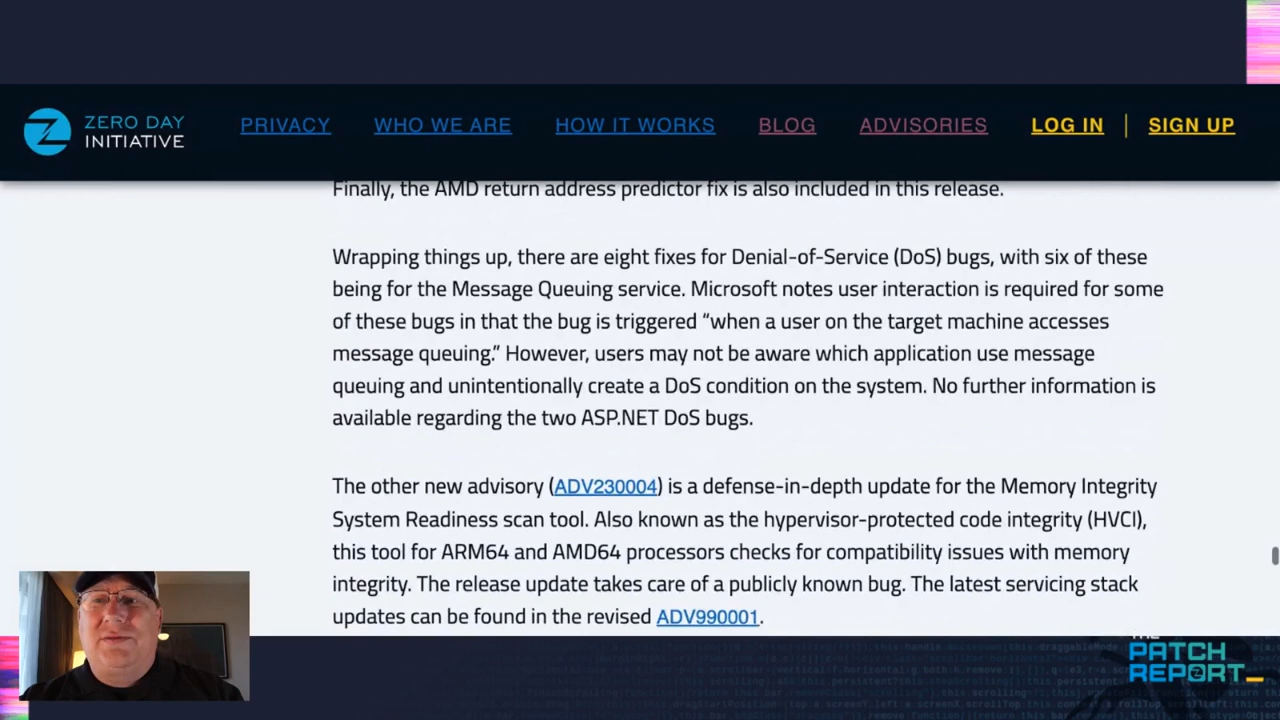 ZERO DAY
INITIATIVE
PRIVACY
WHO WE ARE
HOW IT WORKS
BLOG
ADVISORIES
LOG IN
|
SIGN UP
Finally, the AMD return address predictor fix is also included in this release.
Wrapping things up, there are eight fixes for Denial-of-Service (DoS) bugs, with six of these
being for the Message Queuing service. Microsoft notes user interaction is required for some
of these bugs in that the bug is triggered “when a user on the target machine accesses
message queuing.” However, users may not be aware which application use message
queuing and unintentionally create a DoS condition on the system. No further information is
available regarding the two ASP.NET DoS bugs.
The other new advisory (ADV230004) is a defense-in-depth update for the Memory Integrity
System Readiness scan tool. Also known as the hypervisor-protected code integrity (HVCI),
this tool for ARM64 and AMD64 processors checks for compatibility issues with memory
integrity. The release update takes care of a publicly known bug. The latest servicing stack
updates can be found in the revised ADV990001.
THE
PATCH
REPORT_